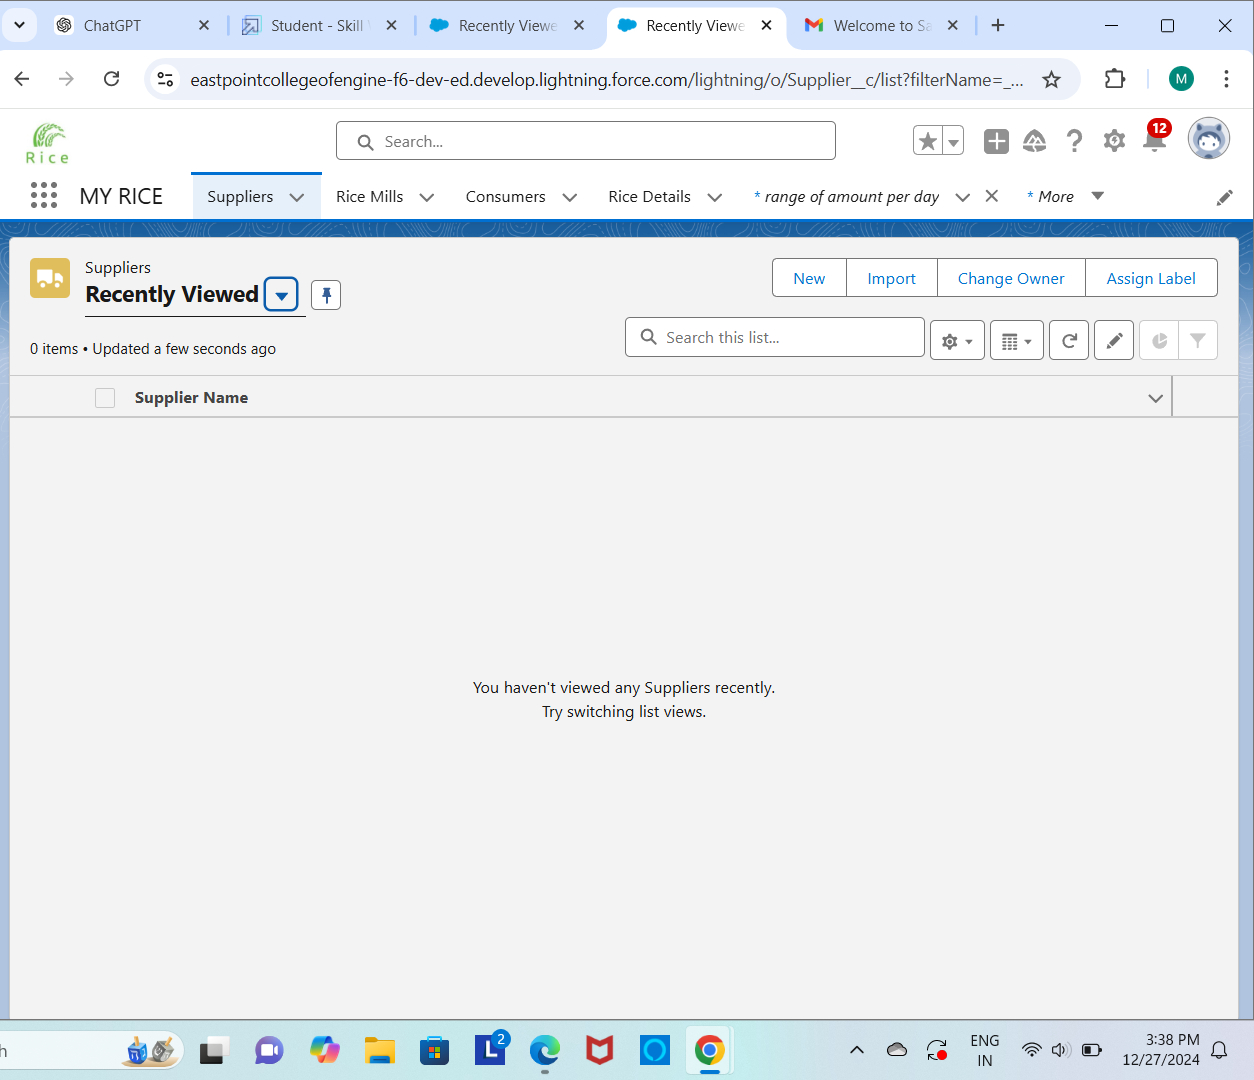 ChatGPT
Student - Skill
Recently Viewe
Recently Viewe
Welcome to Sa
eastpointcollegeofengine-f6-dev-ed.develop.lightning.force.com/lightning/o/Supplier__c/list?filterName=_...
M
Rice
Search...
12
MY RICE
Suppliers
Rice Mills
Consumers
Rice Details
* range of amount per day
* More
Suppliers
Recently Viewed
New
Import
Change Owner
Assign Label
0 items • Updated a few seconds ago
Search this list...
Supplier Name
You haven't viewed any Suppliers recently.
Try switching list views.
h
L
2
ENG
IN
3:38 PM
12/27/2024